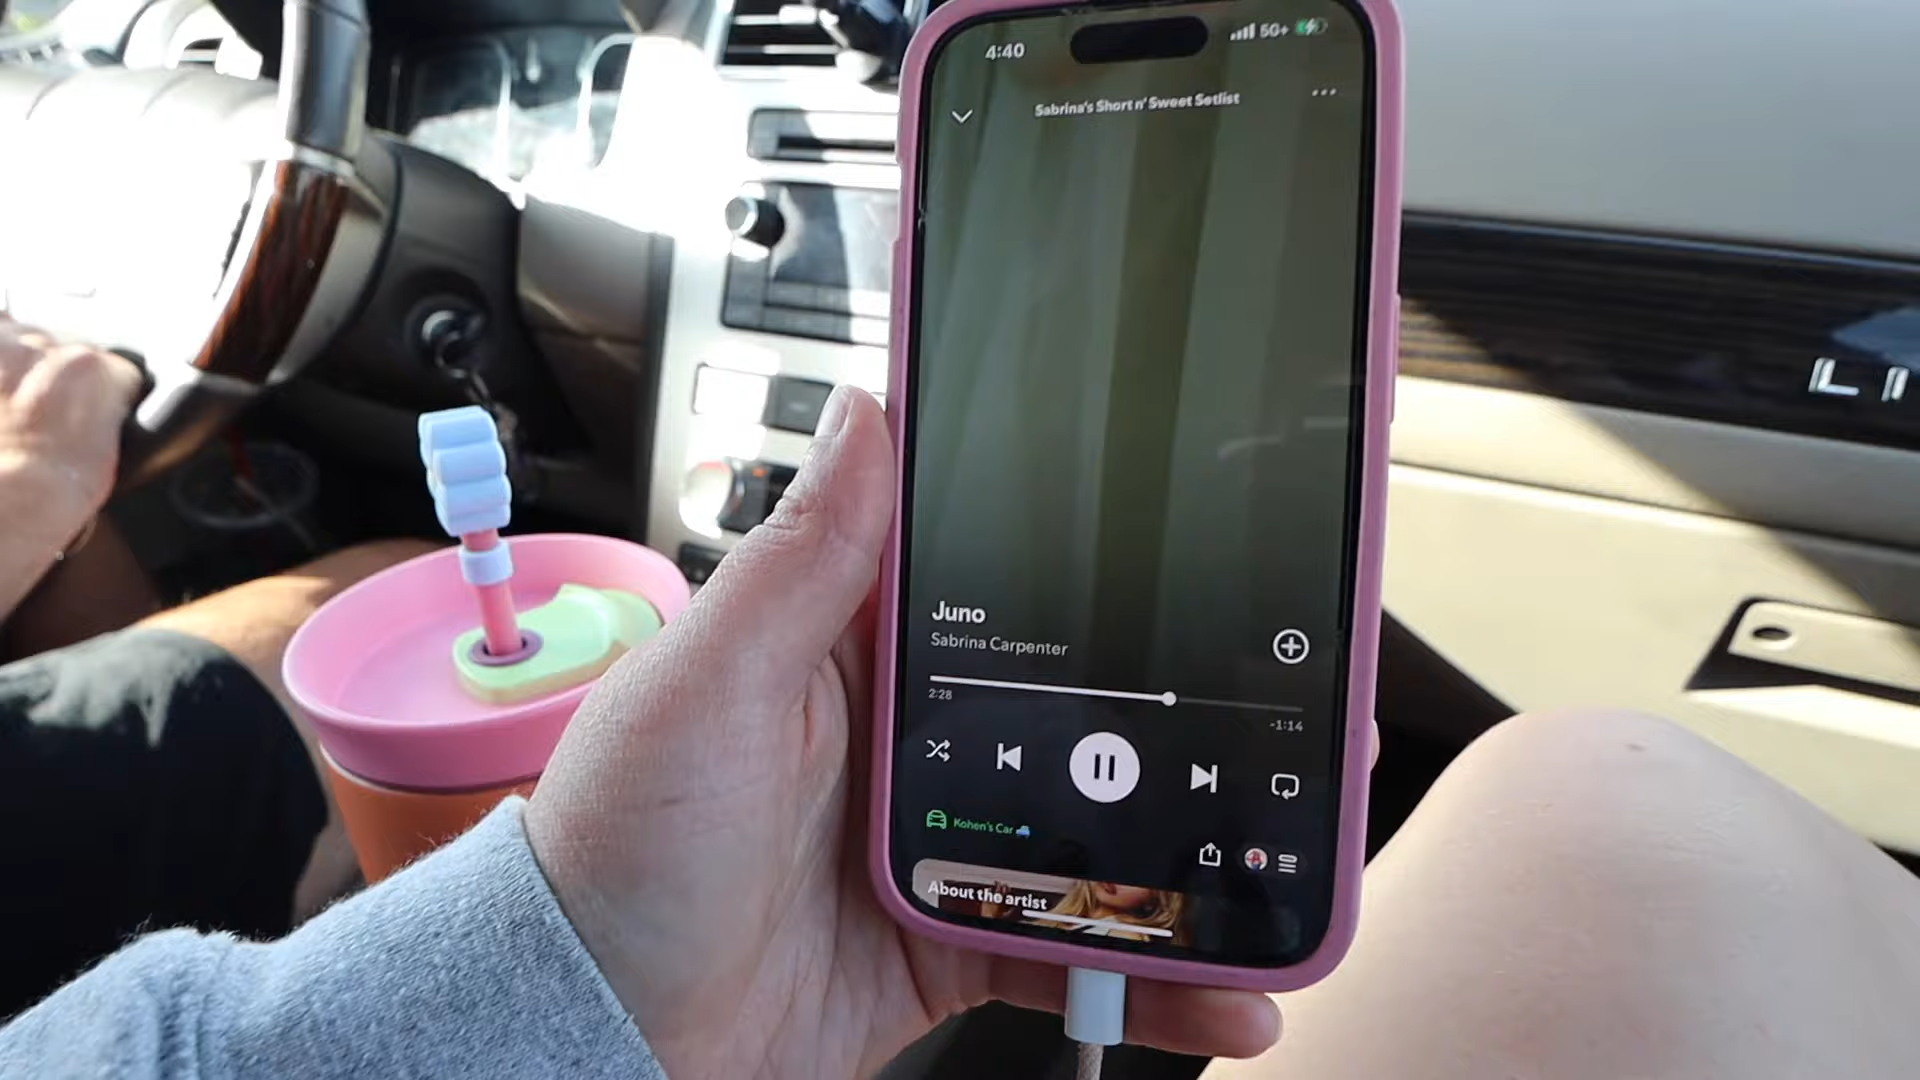 4:40
5G+
Sabrina's Short n' Sweet Setlist
Juno
Sabrina Carpenter
2:28
-1:14
Kohen's Car
About the artist